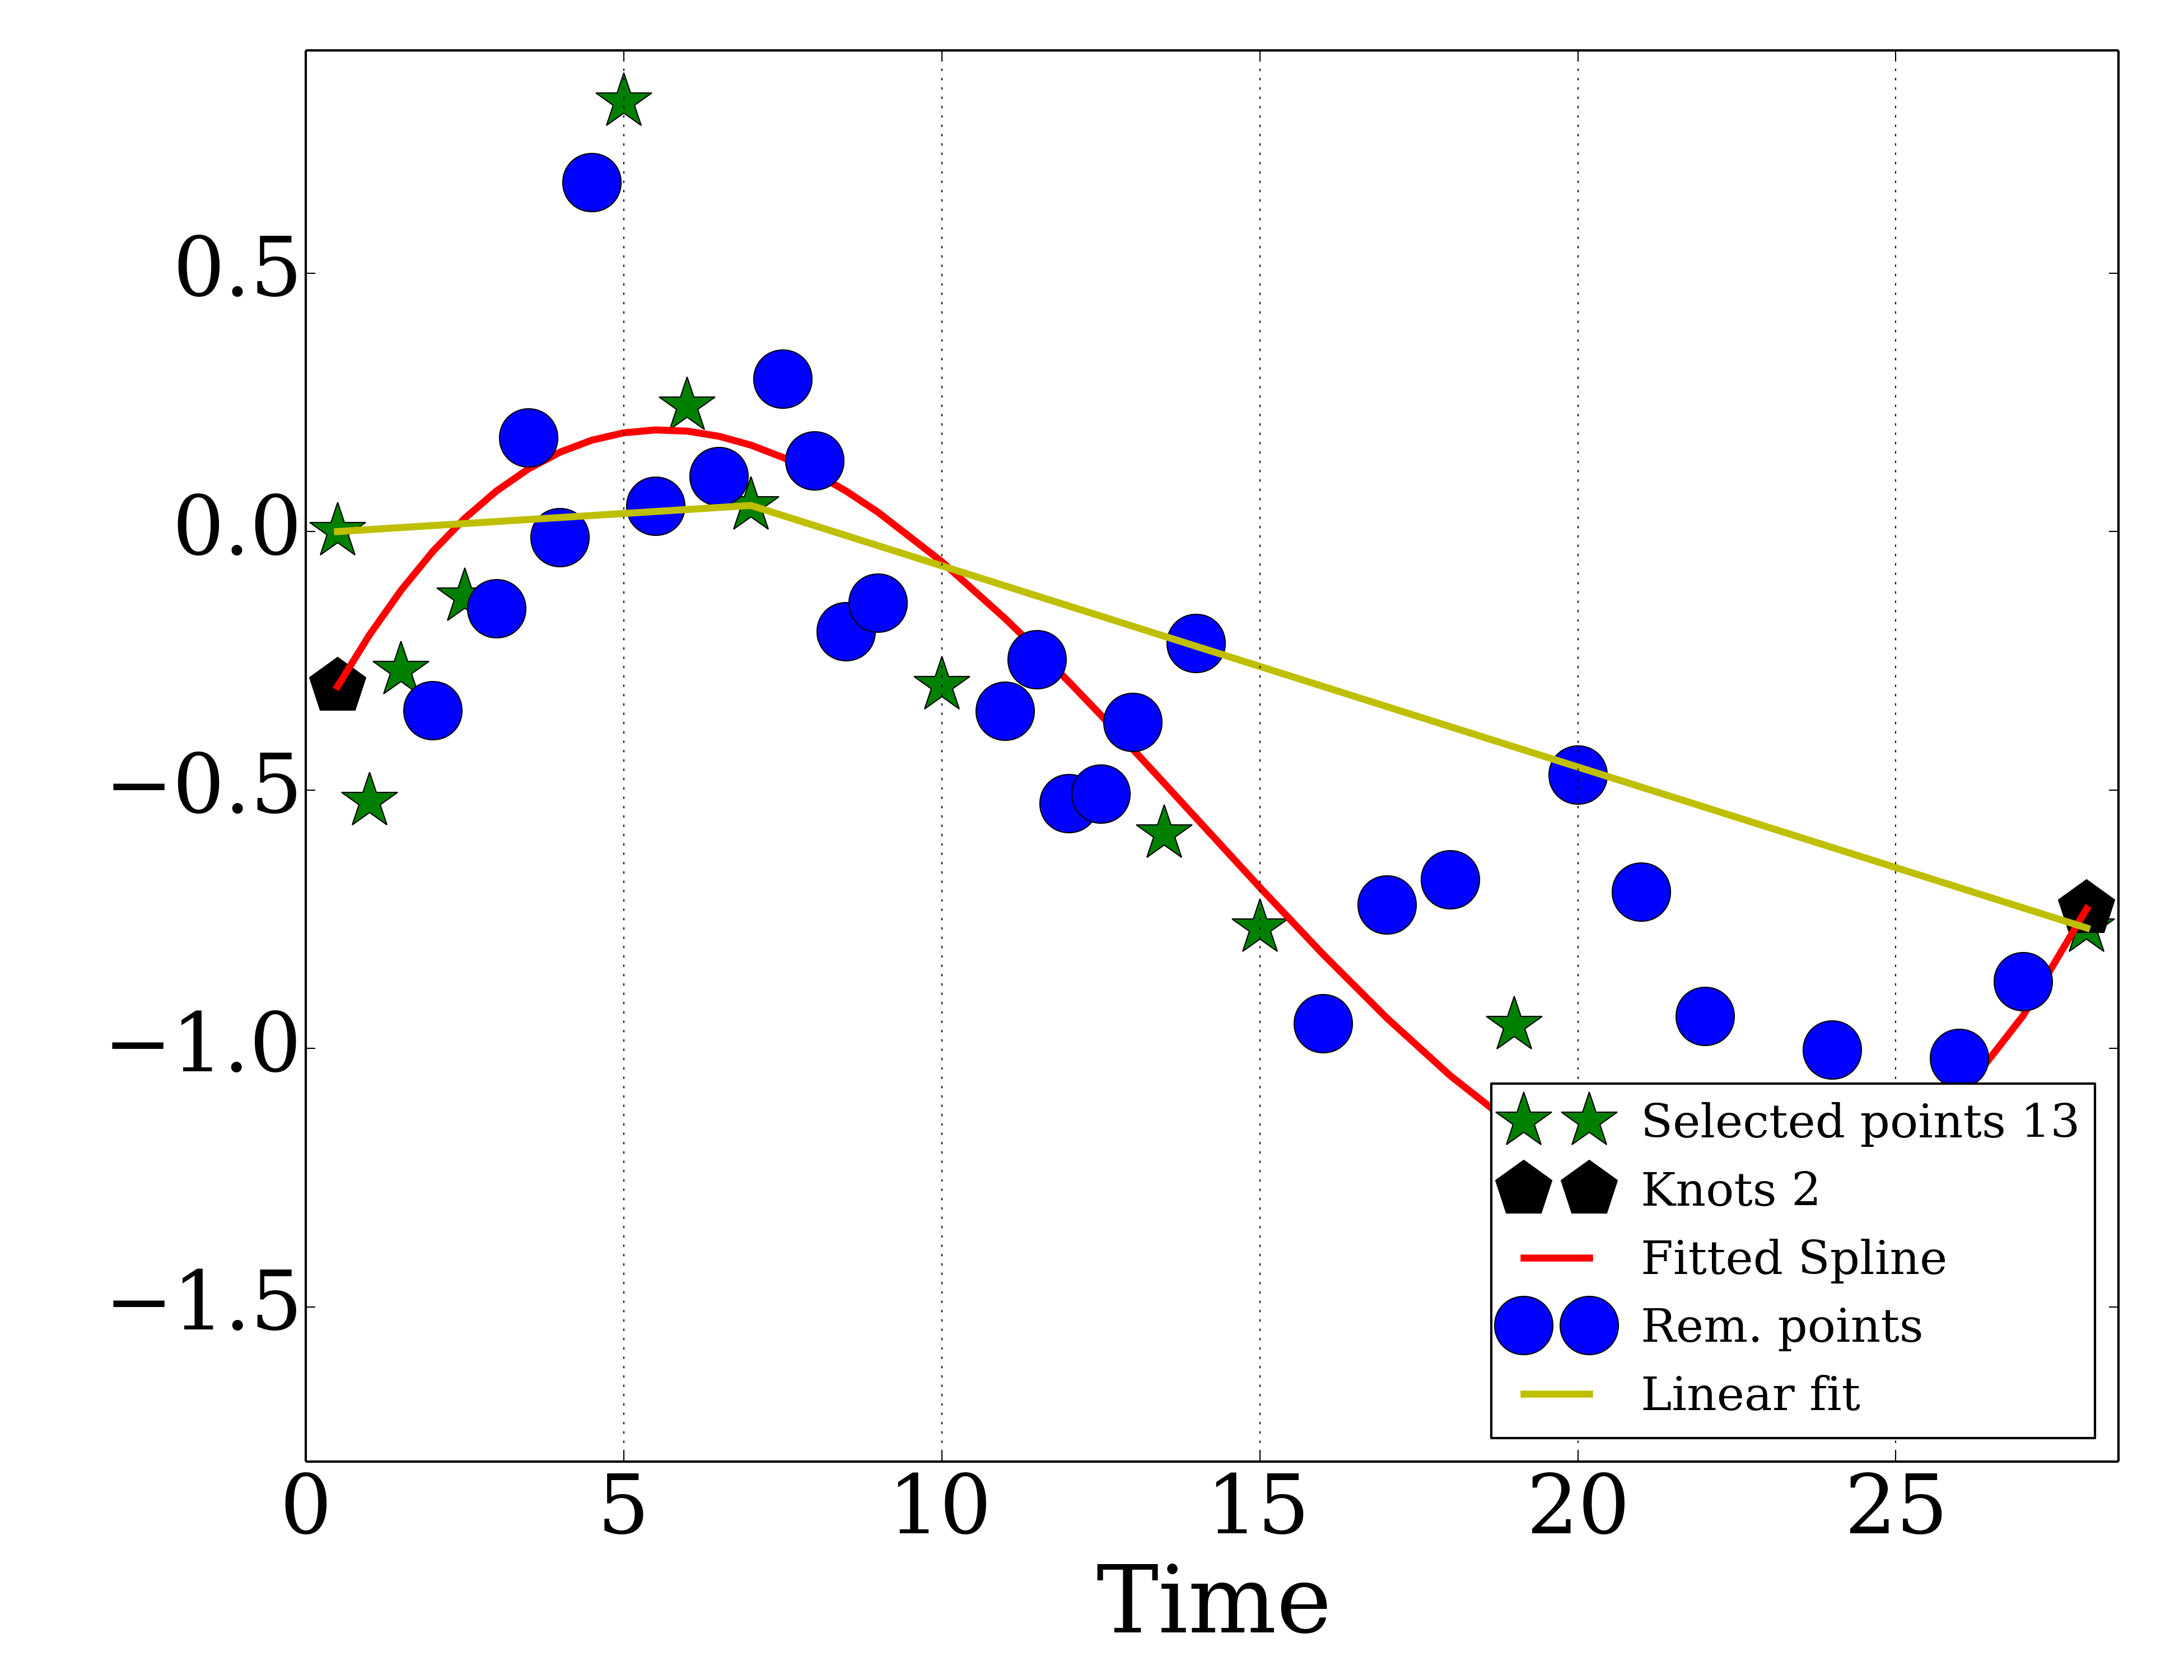 0.5
0.0
−0.5
−1.0
−1.5
Selected points 13
Knots 2
Fitted Spline
Rem. points
Linear fit
0 5 10 15 20 25
Time